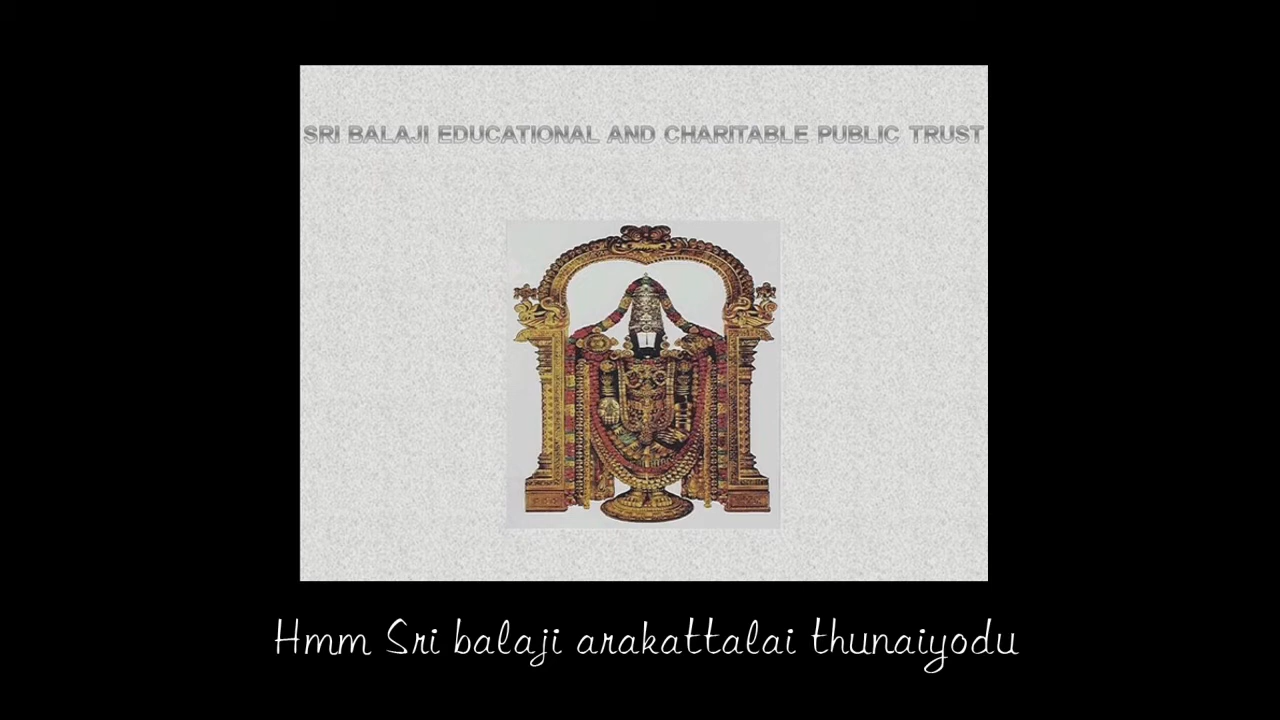 SRI BALAJI EDUCATIONAL AND CHARITABLE PUBLIC TRUST
Hmm Sri balaji arakattalai thunaiyodu